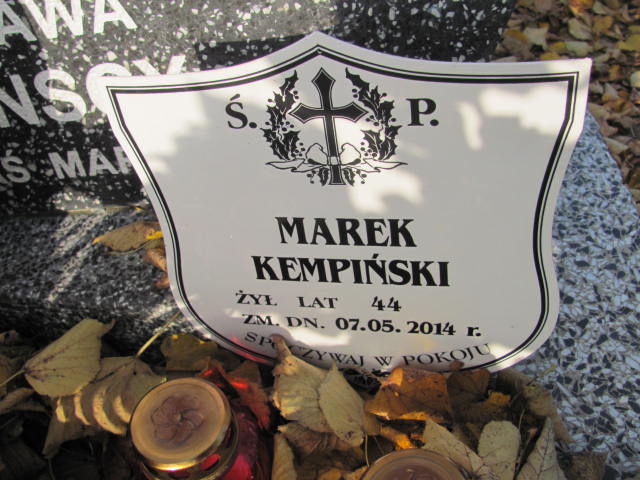 Ś. P.
MAREK
KEMPIŃSKI
ŻYŁ LAT 44
ZM. DN. 07.05.2014 r.
SPOCZYWAJ W POKOJU